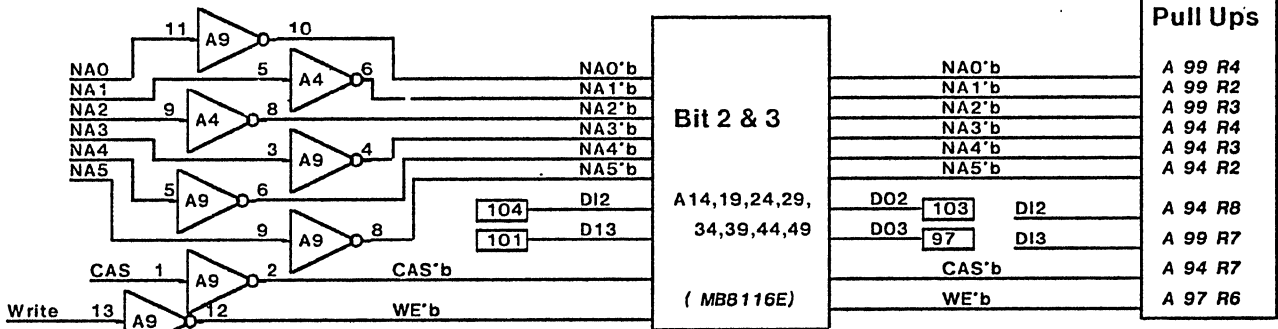 Pull Ups
11 A9 10
NA0 5 A4 6 NA0*b NA0*b A 99 R4
NA1 NA1*b NA1*b A 99 R2
NA2 9 A4 8 NA2*b NA2*b A 99 R3
Bit 2 & 3
NA3 NA3*b NA3*b A 94 R4
NA4 3 A9 4 NA4*b NA4*b A 94 R3
NA5 NA5*b NA5*b A 94 R2
5 A9 6
104 DI2 A14,19,24,29, DO2 103 DI2 A 94 R8
9 A9 8 101 D13 34,39,44,49 DO3 97 DI3 A 99 R7
CAS 1 A9 2 CAS*b CAS*b A 94 R7
Write 13 A9 12 WE*b ( MB8116E) WE*b A 97 R6